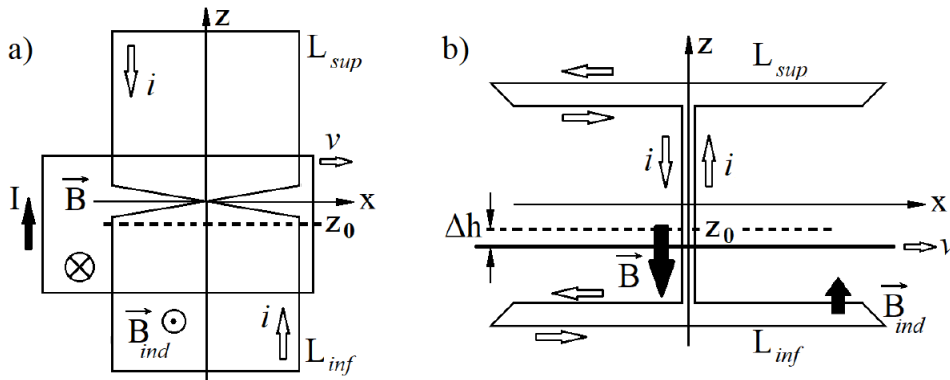 a)
z
L_sup
i
v
I
B
x
z_0
B_ind
i
L_inf
b)
z
L_sup
i
i
x
Δh
z_0
v
B
B_ind
L_inf